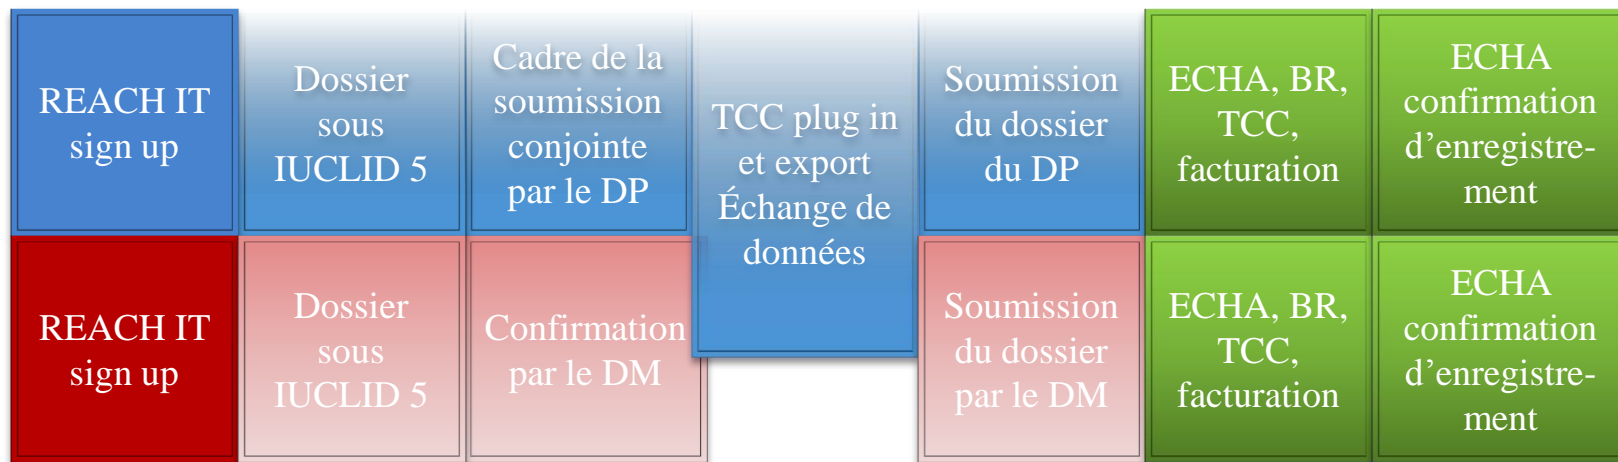 REACH IT
sign up
Dossier
sous
IUCLID 5
Cadre de la
soumission
conjointe
par le DP
TCC plug in
et export
Échange de
données
Soumission
du dossier
du DP
ECHA, BR,
TCC,
facturation
ECHA
confirmation
d’enregistre-
ment
REACH IT
sign up
Dossier
sous
IUCLID 5
Confirmation
par le DM
Soumission
du dossier
par le DM
ECHA, BR,
TCC,
facturation
ECHA
confirmation
d’enregistre-
ment